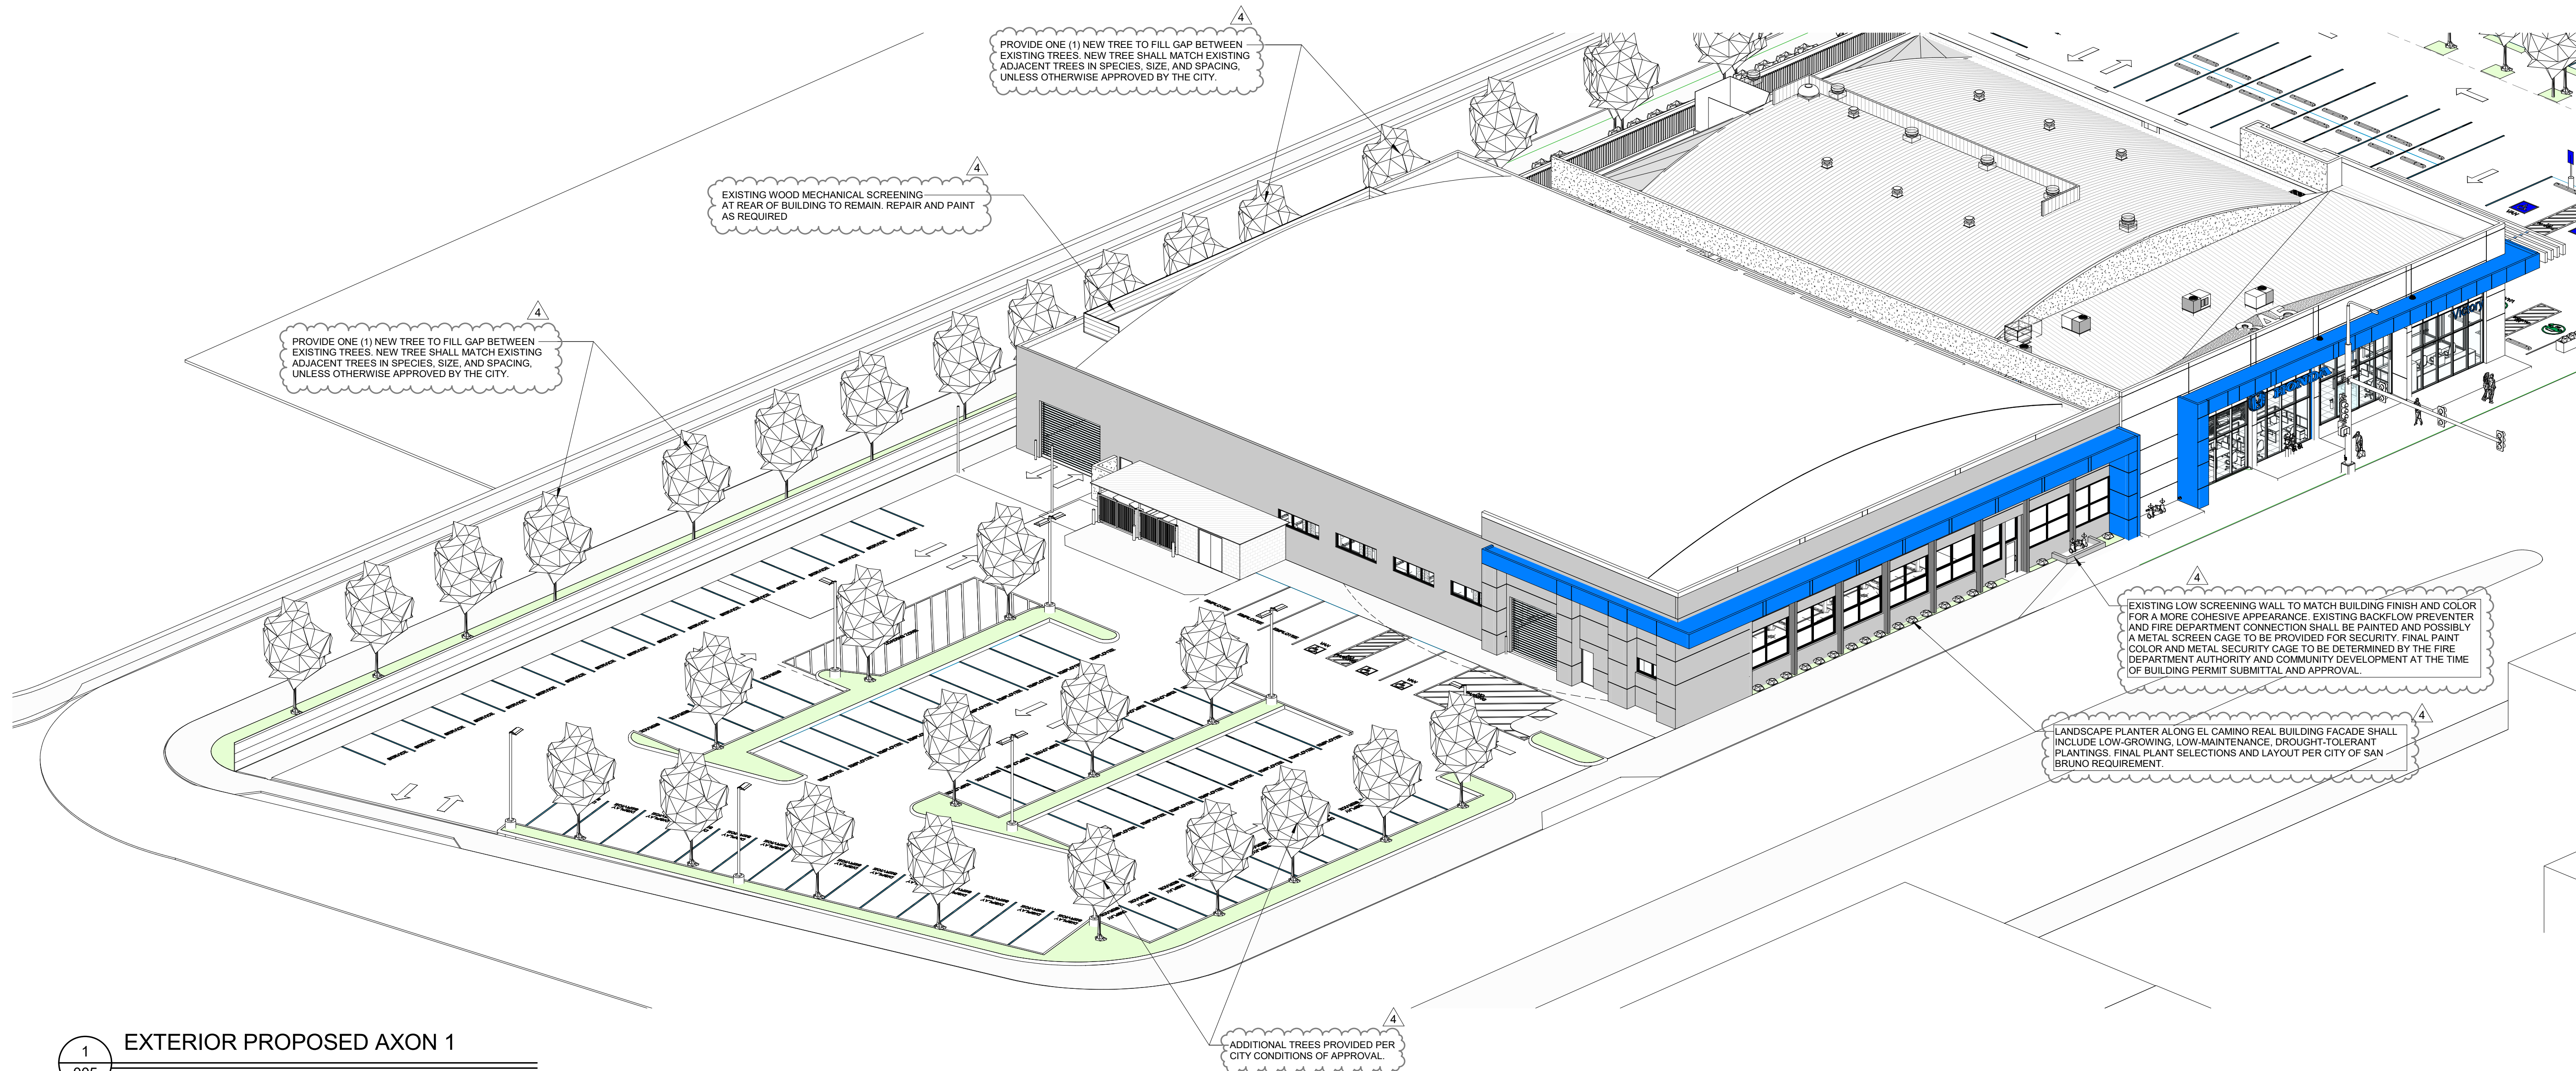 4
PROVIDE ONE (1) NEW TREE TO FILL GAP BETWEEN
EXISTING TREES. NEW TREE SHALL MATCH EXISTING
ADJACENT TREES IN SPECIES, SIZE, AND SPACING,
UNLESS OTHERWISE APPROVED BY THE CITY.
4
EXISTING WOOD MECHANICAL SCREENING
AT REAR OF BUILDING TO REMAIN. REPAIR AND PAINT
AS REQUIRED
4
PROVIDE ONE (1) NEW TREE TO FILL GAP BETWEEN
EXISTING TREES. NEW TREE SHALL MATCH EXISTING
ADJACENT TREES IN SPECIES, SIZE, AND SPACING,
UNLESS OTHERWISE APPROVED BY THE CITY.
Victory
HONDA
4
EXISTING LOW SCREENING WALL TO MATCH BUILDING FINISH AND COLOR
FOR A MORE COHESIVE APPEARANCE. EXISTING BACKFLOW PREVENTER
AND FIRE DEPARTMENT CONNECTION SHALL BE PAINTED AND POSSIBLY
A METAL SCREEN CAGE TO BE PROVIDED FOR SECURITY. FINAL PAINT
COLOR AND METAL SECURITY CAGE TO BE DETERMINED BY THE FIRE
DEPARTMENT AUTHORITY AND COMMUNITY DEVELOPMENT AT THE TIME
OF BUILDING PERMIT SUBMITTAL AND APPROVAL.
4
LANDSCAPE PLANTER ALONG EL CAMINO REAL BUILDING FACADE SHALL
INCLUDE LOW-GROWING, LOW-MAINTENANCE, DROUGHT-TOLERANT
PLANTINGS. FINAL PLANT SELECTIONS AND LAYOUT PER CITY OF SAN
BRUNO REQUIREMENT.
4
ADDITIONAL TREES PROVIDED PER
CITY CONDITIONS OF APPROVAL.
1
EXTERIOR PROPOSED AXON 1